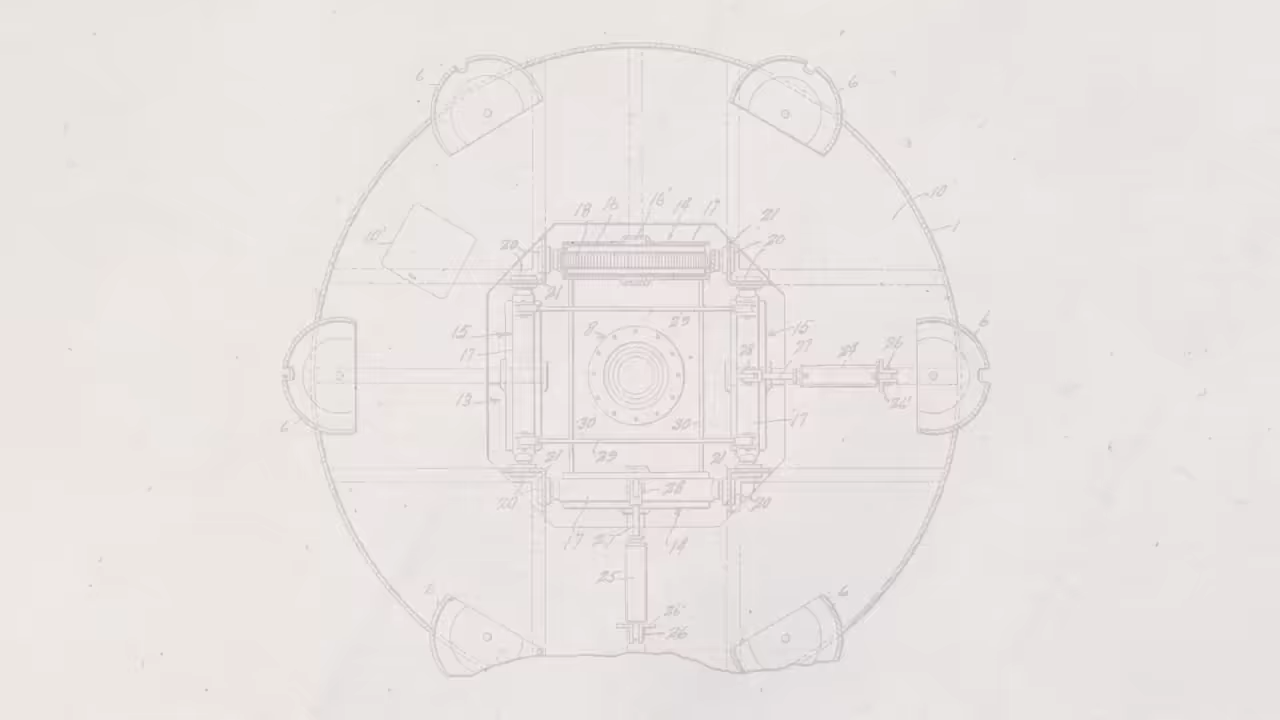 6 6
10 1
18 16 16' 14 17 21
10' 20 20
21
15 8 29 15 27
17 28 24 26 6
13 26'
6 30 30 17
29
21 21
20 28 20
17 27 14
25
6 26' 6
26